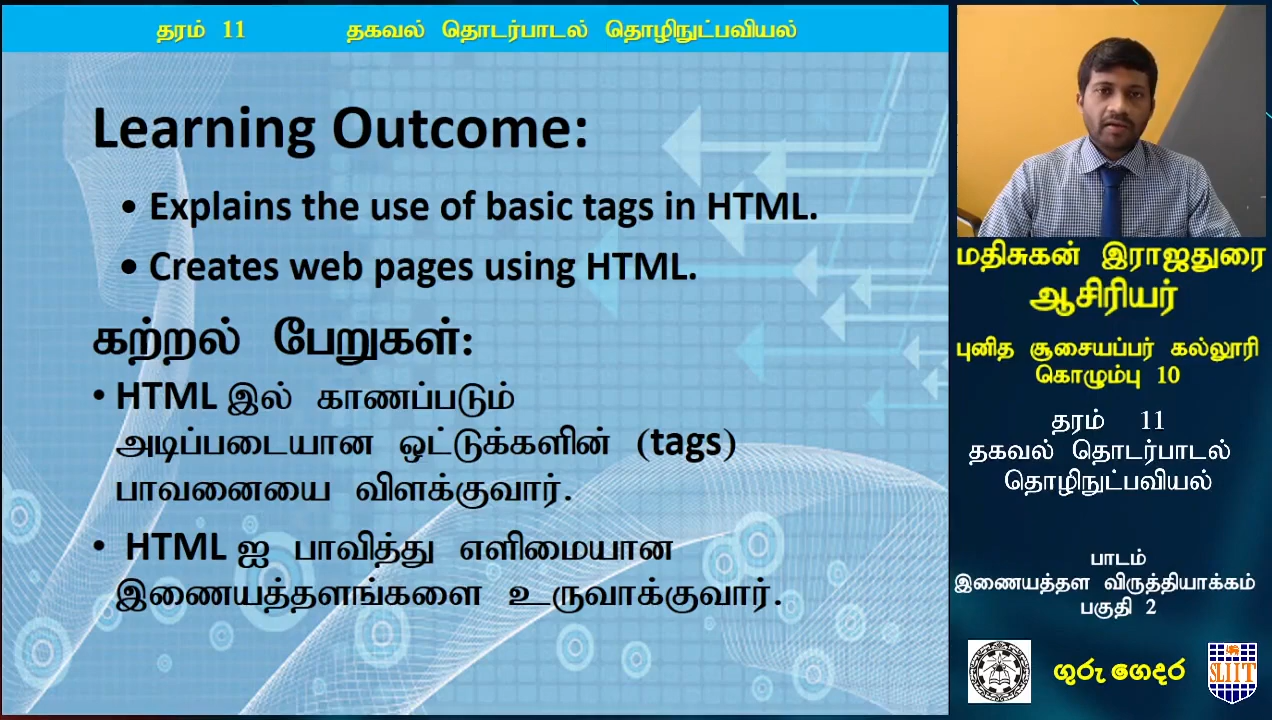 தரம் 11 தகவல் தொடர்பாடல் தொழிநுட்பவியல்
Learning Outcome:
• Explains the use of basic tags in HTML.
• Creates web pages using HTML.
கற்றல் பேறுகள்:
• HTML இல் காணப்படும்
அடிப்படையான ஒட்டுக்களின் (tags)
பாவனையை விளக்குவார்.
• HTML ஐ பாவித்து எளிமையான
இணையத்தளங்களை உருவாக்குவார்.
மதிசுகன் இராஜதுரை
ஆசிரியர்
புனித சூசையப்பர் கல்லூரி
கொழும்பு 10
தரம் 11
தகவல் தொடர்பாடல்
தொழிநுட்பவியல்
பாடம்
இணையத்தள விருத்தியாக்கம்
பகுதி 2
ගුරු ගෙදර
SLIIT